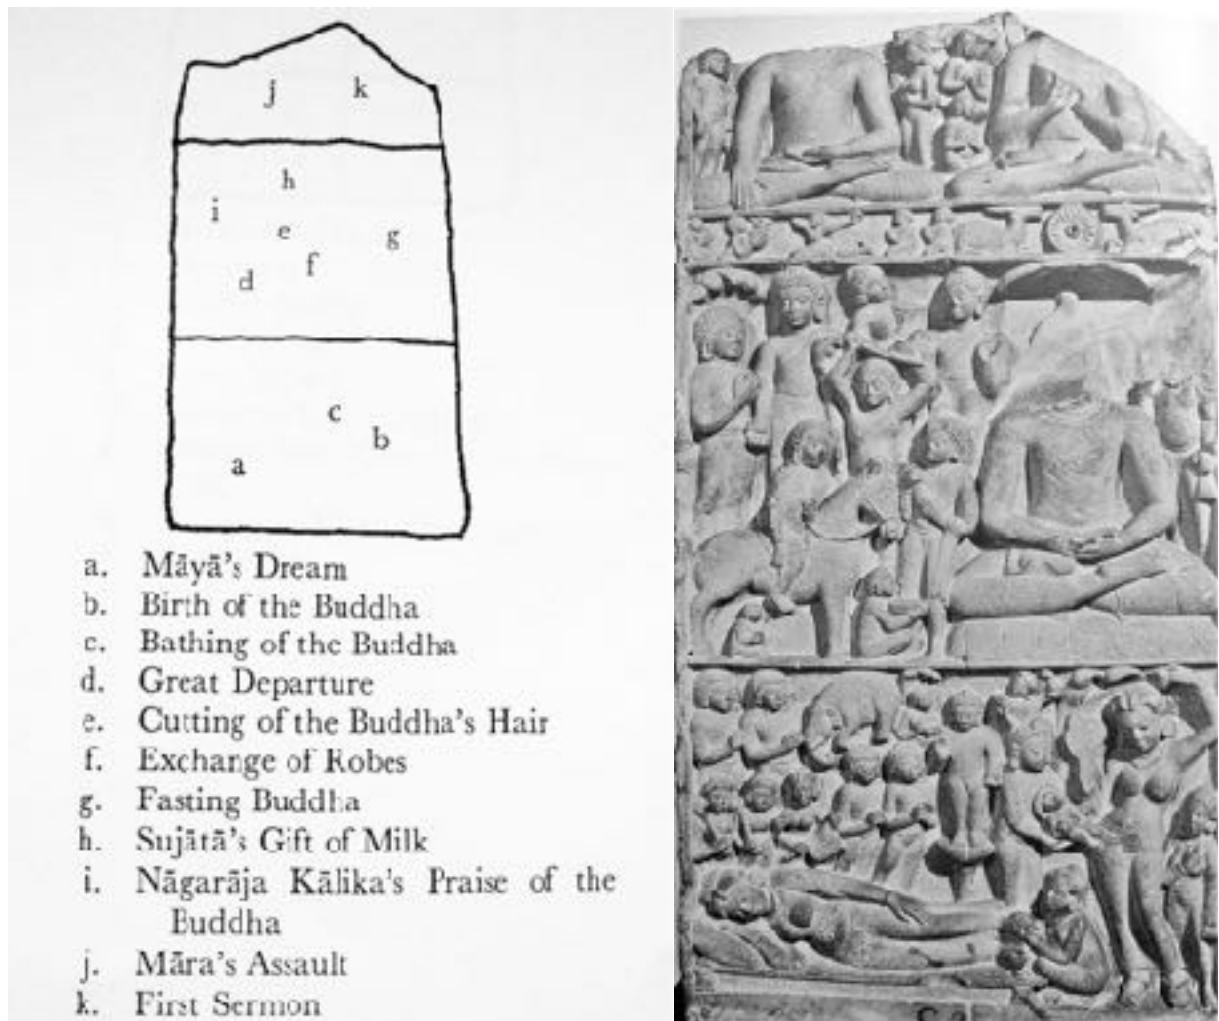 j k
h
i
e g
f
d
c
b
a
a. Māyā's Dream
b. Birth of the Buddha
c. Bathing of the Buddha
d. Great Departure
e. Cutting of the Buddha's Hair
f. Exchange of Robes
g. Fasting Buddha
h. Sujātā's Gift of Milk
i. Nāgarāja Kālika's Praise of the
Buddha
j. Māra's Assault
k. First Sermon